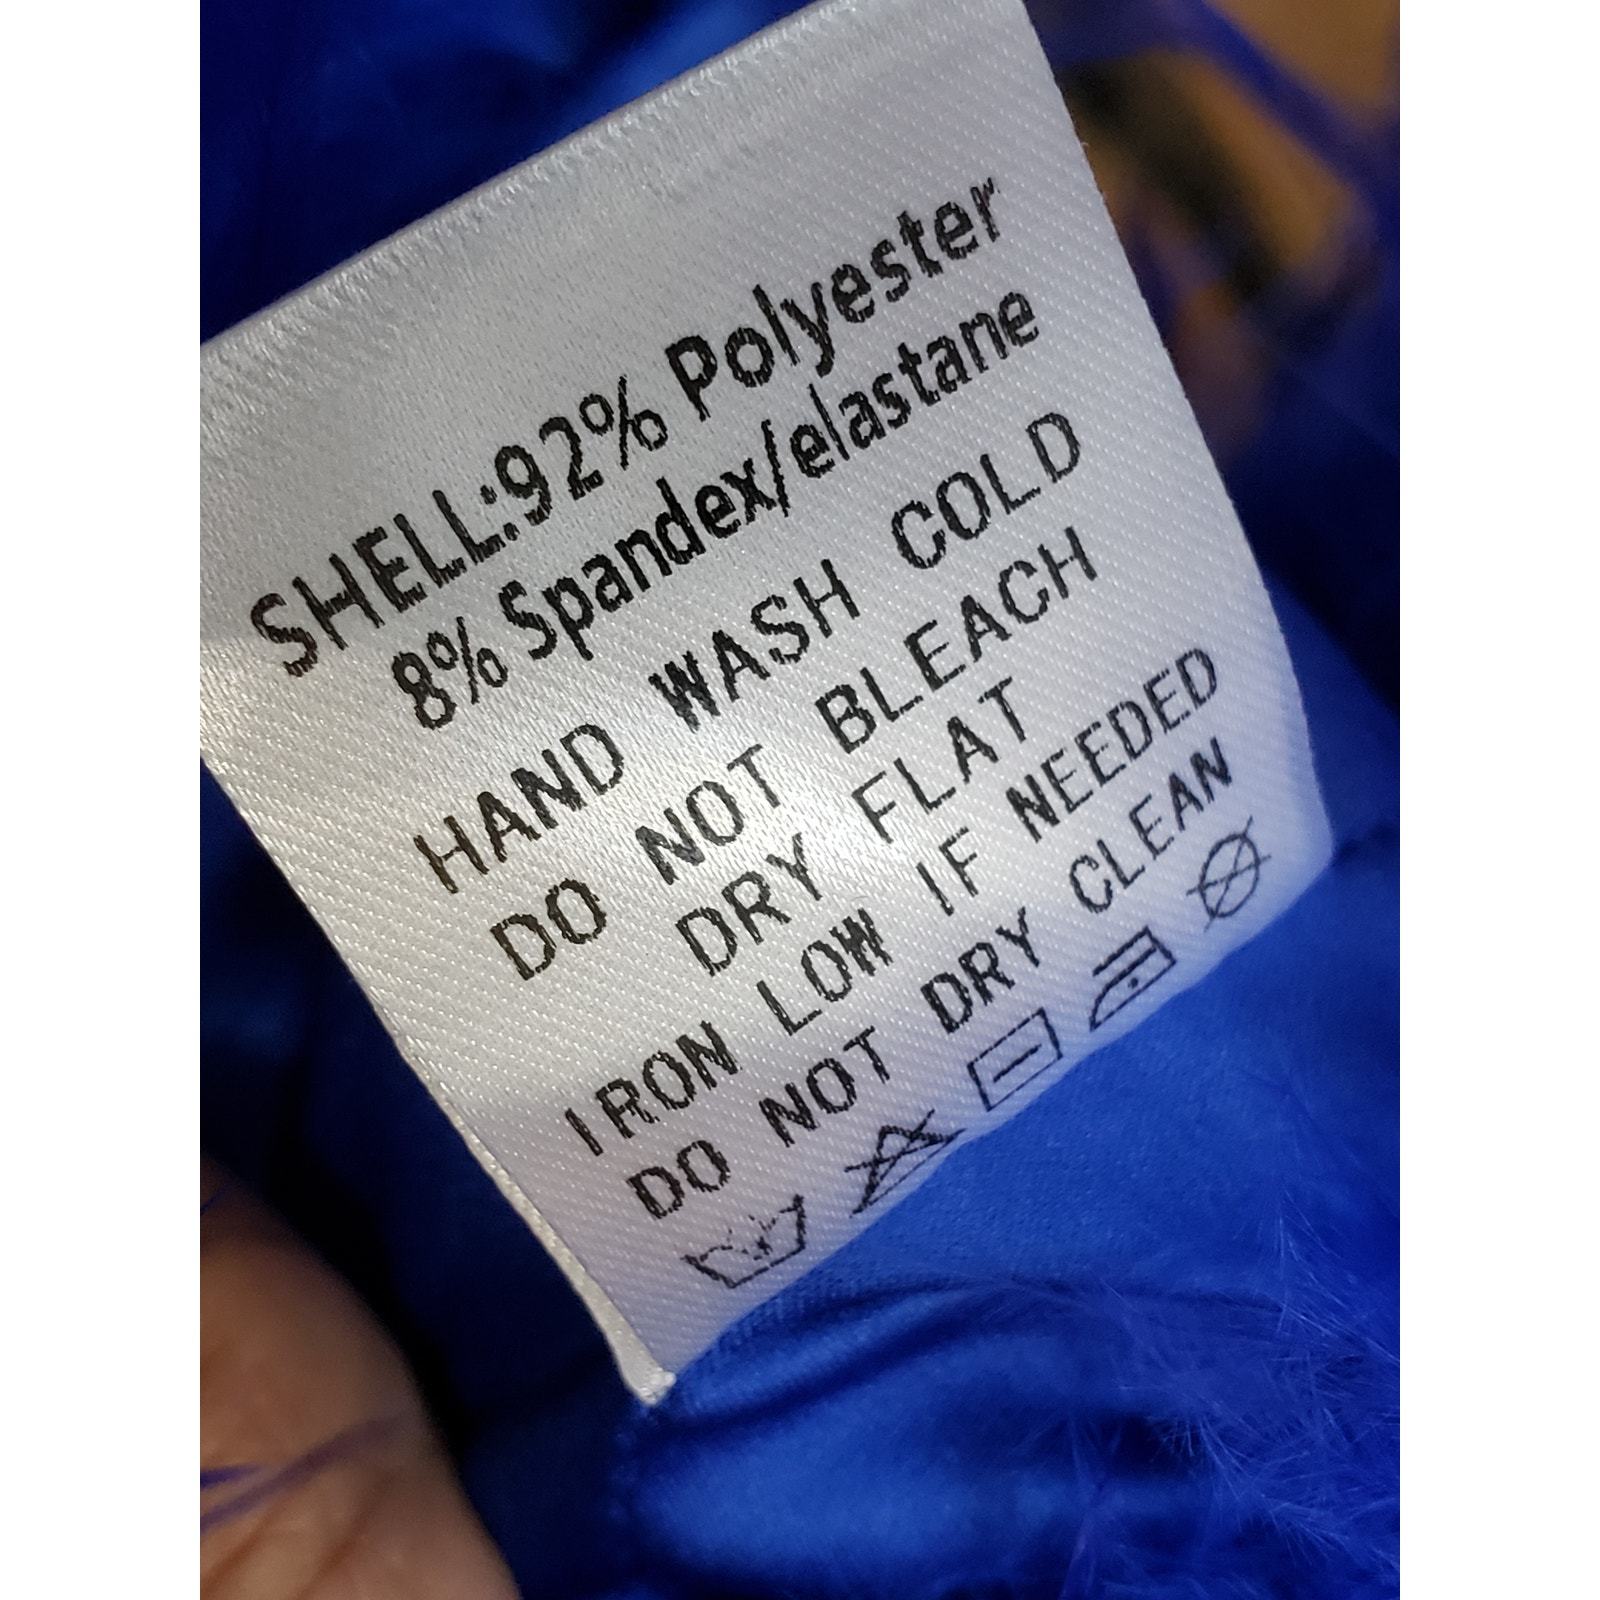 SHELL:92% Polyester
8% Spandex/elastane
HAND WASH COLD
DO NOT BLEACH
DRY FLAT
IRON LOW IF NEEDED
DO NOT DRY CLEAN